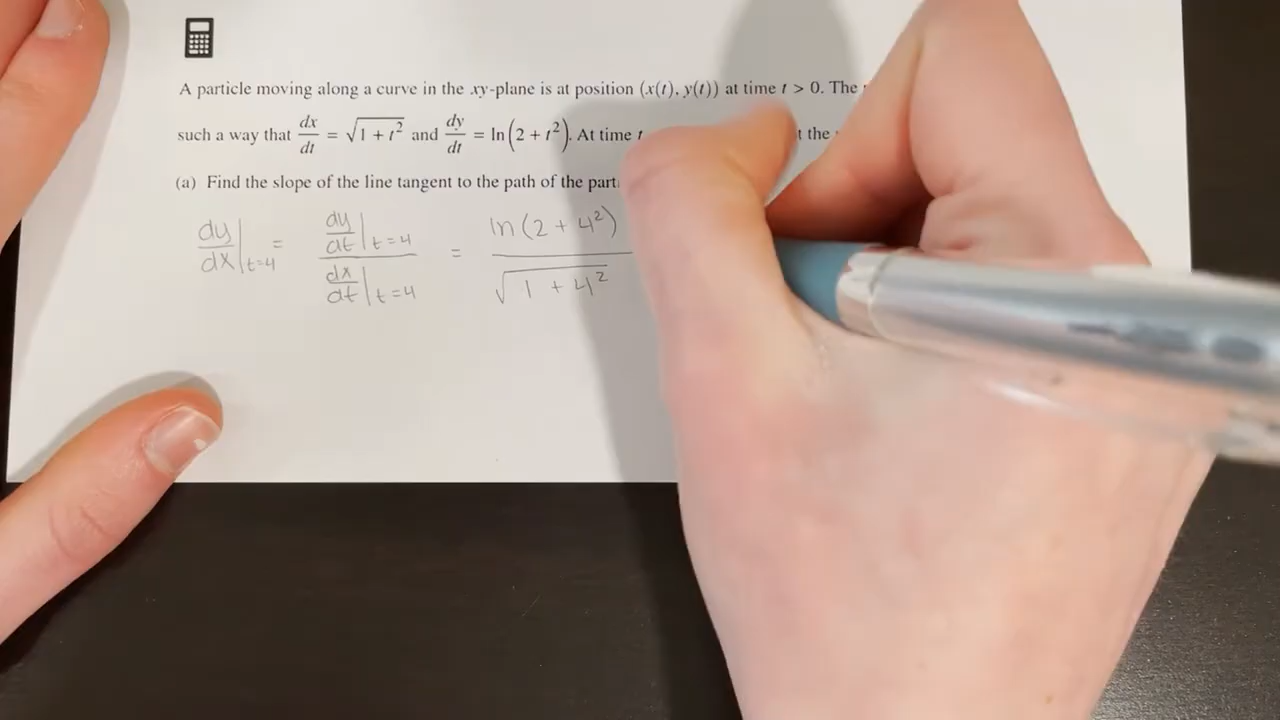 A particle moving along a curve in the xy-plane is at position (x(t), y(t)) at time t > 0. The
such a way that dx/dt = √(1 + t²) and dy/dt = ln(2 + t²). At time t the
(a) Find the slope of the line tangent to the path of the
dy/dx|t=4 = dy/dt|t=4 / dx/dt|t=4 = ln(2 + 4²) / √(1 + 4²)